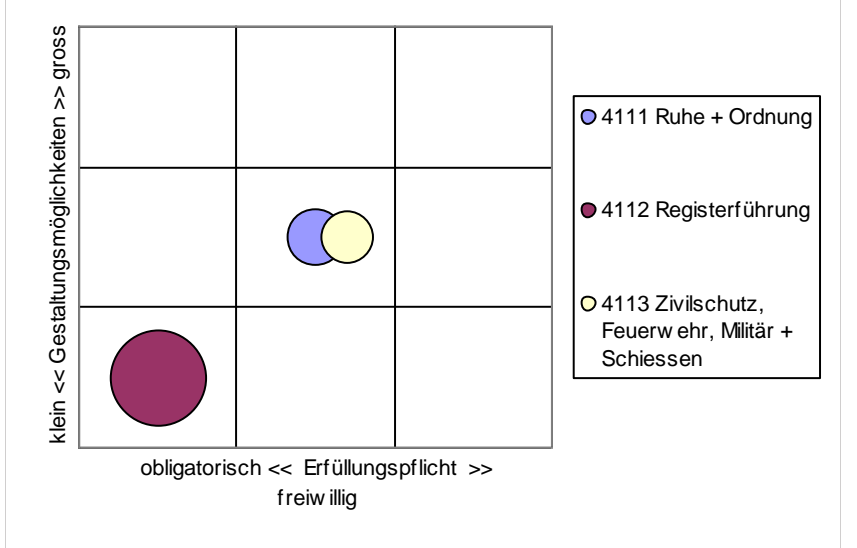 klein << Gestaltungsmöglichkeiten >> gross
4111 Ruhe + Ordnung
4112 Registerführung
4113 Zivilschutz,
Feuerwehr, Militär +
Schiessen
obligatorisch << Erfüllungspflicht >>
freiwillig